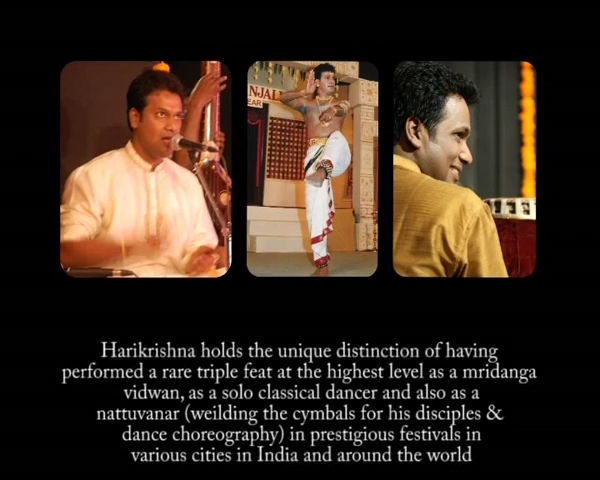 NJAL
EAR
Harikrishna holds the unique distinction of having
performed a rare triple feat at the highest level as a mridanga
vidwan, as a solo classical dancer and also as a
nattuvanar (weilding the cymbals for his disciples &
dance choreography) in prestigious festivals in
various cities in India and around the world